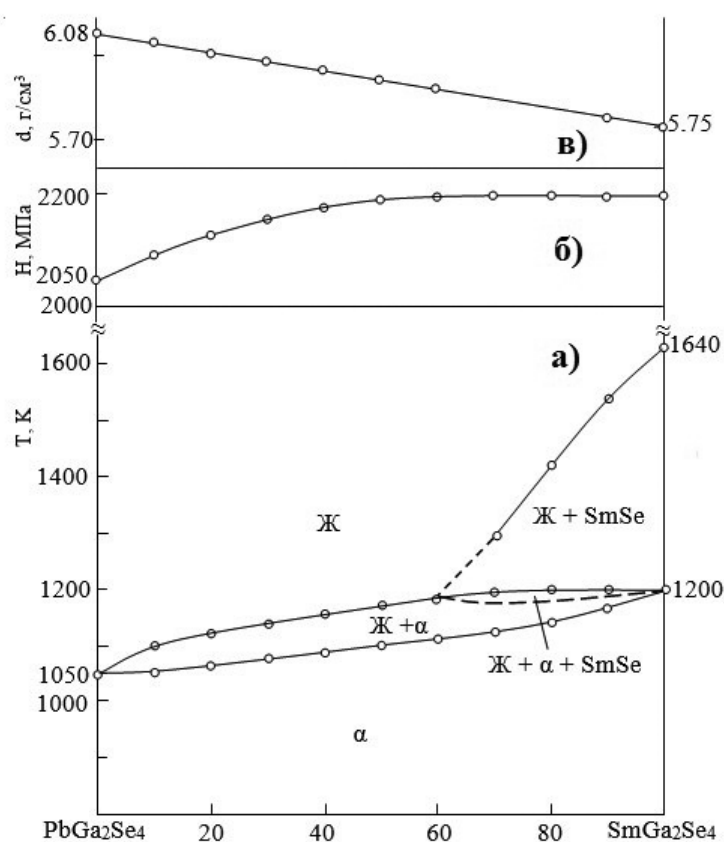 6.08
d, г/см³
5.70
5.75
в)
2200
H, МПа
2050
2000
б)
а)
1640
1600
T, K
1400
Ж
Ж + SmSe
1200
1200
Ж +α
Ж + α + SmSe
1050
1000
α
PbGa₂Se₄ 20 40 60 80 SmGa₂Se₄